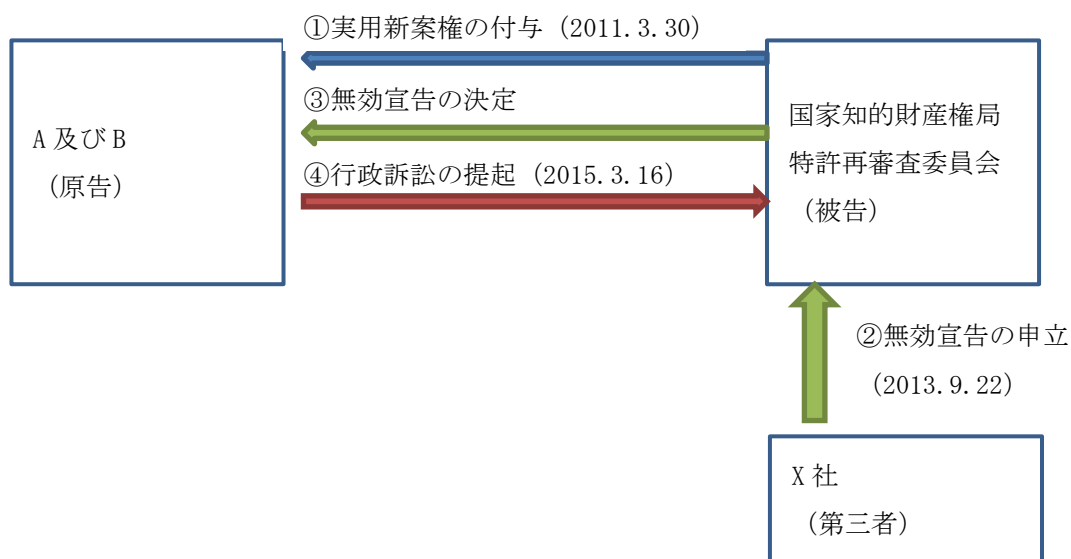 ①実用新案権の付与 (2011.3.30)
③無効宣告の決定
A 及び B
（原告）
④行政訴訟の提起 (2015.3.16)
国家知的財産権局
特許再審査委員会
（被告）
②無効宣告の申立
（2013.9.22）
X 社
（第三者）